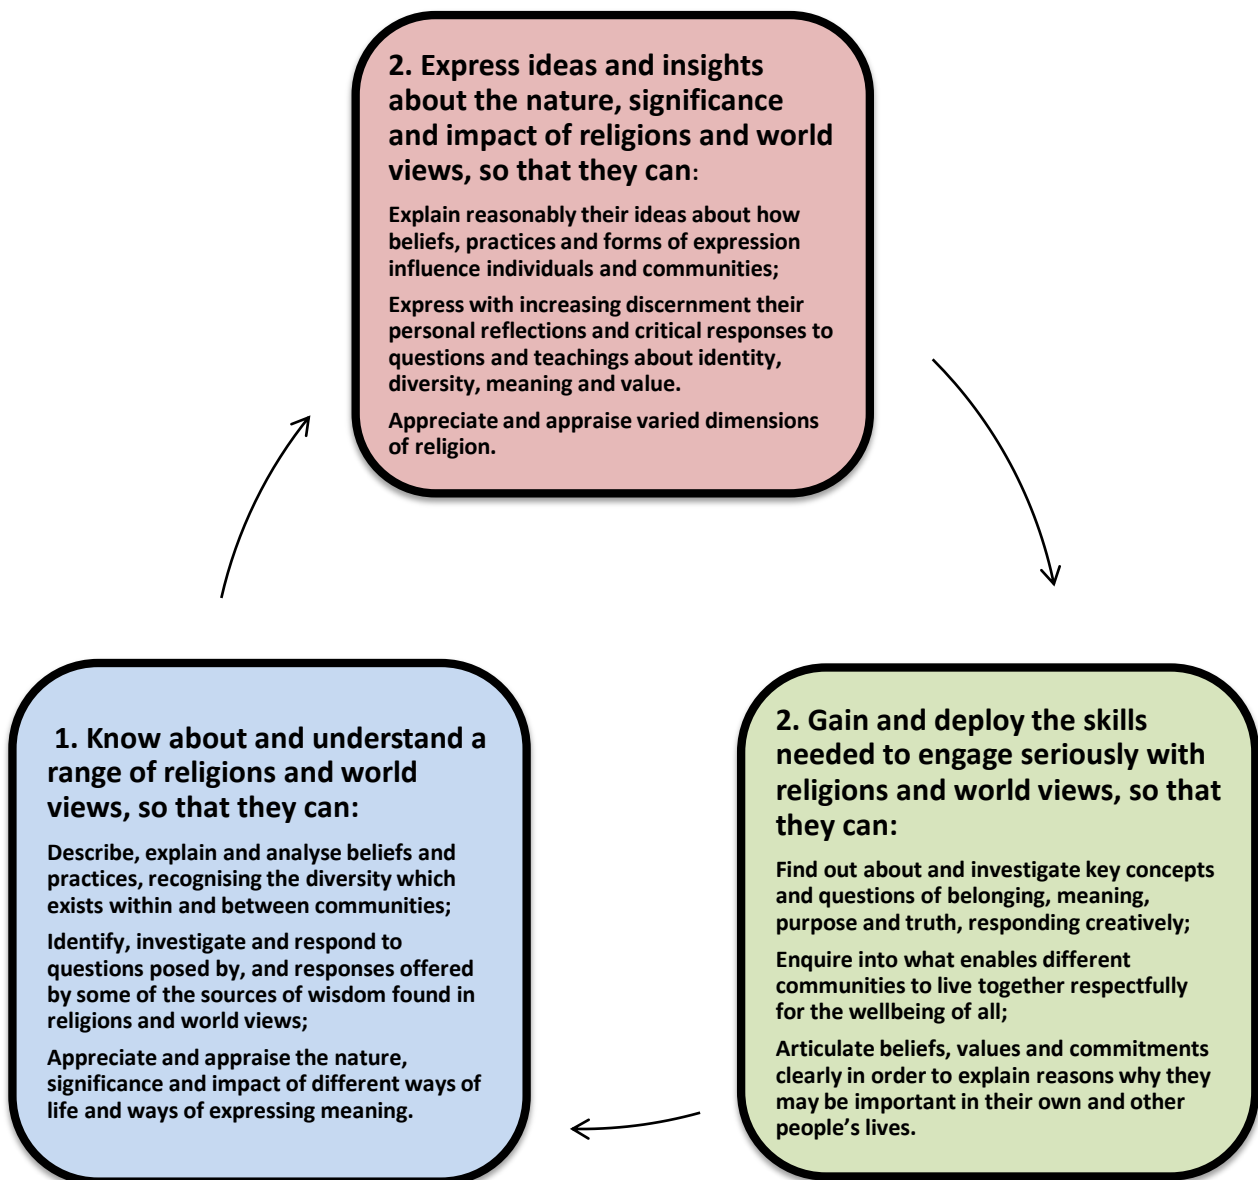 2. Express ideas and insights
about the nature, significance
and impact of religions and world
views, so that they can:
Explain reasonably their ideas about how
beliefs, practices and forms of expression
influence individuals and communities;
Express with increasing discernment their
personal reflections and critical responses to
questions and teachings about identity,
diversity, meaning and value.
Appreciate and appraise varied dimensions
of religion.
1. Know about and understand a
range of religions and world
views, so that they can:
Describe, explain and analyse beliefs and
practices, recognising the diversity which
exists within and between communities;
Identify, investigate and respond to
questions posed by, and responses offered
by some of the sources of wisdom found in
religions and world views;
Appreciate and appraise the nature,
significance and impact of different ways of
life and ways of expressing meaning.
2. Gain and deploy the skills
needed to engage seriously with
religions and world views, so that
they can:
Find out about and investigate key concepts
and questions of belonging, meaning,
purpose and truth, responding creatively;
Enquire into what enables different
communities to live together respectfully
for the wellbeing of all;
Articulate beliefs, values and commitments
clearly in order to explain reasons why they
may be important in their own and other
people’s lives.